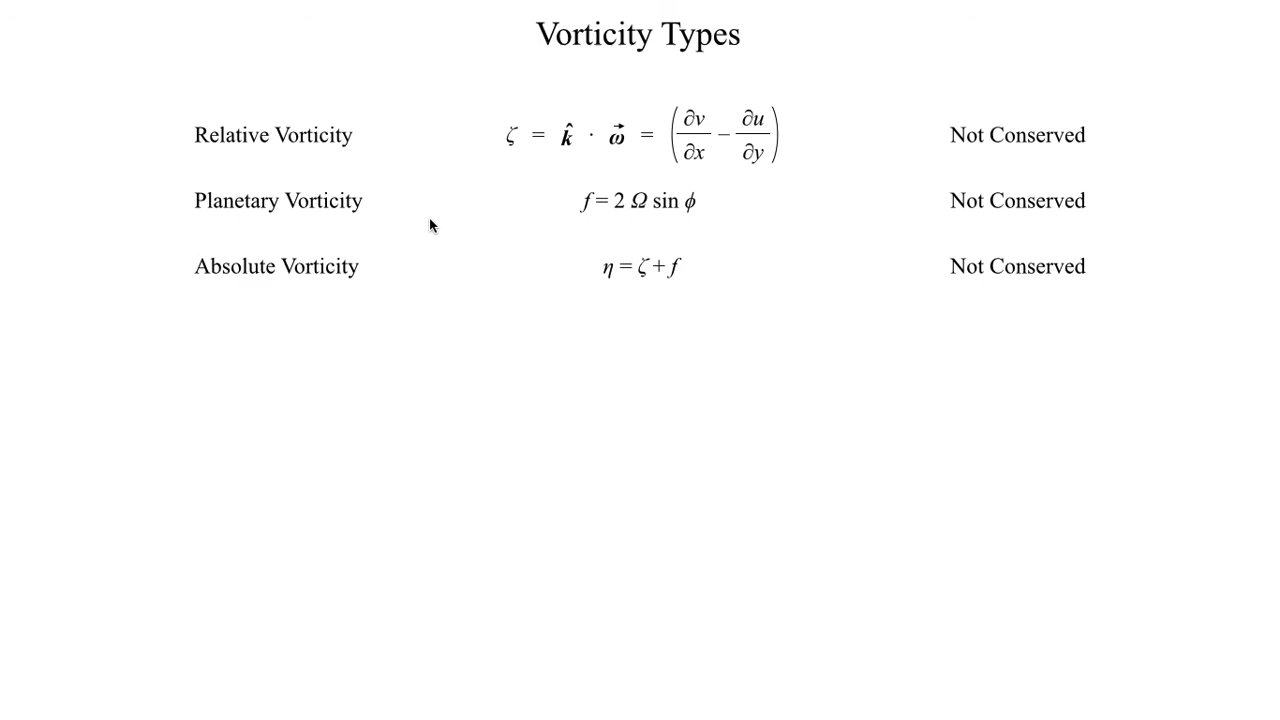 Vorticity Types
Relative Vorticity ζ = k̂ · ω⃗ = (∂v/∂x − ∂u/∂y) Not Conserved
Planetary Vorticity f = 2 Ω sin ϕ Not Conserved
Absolute Vorticity η = ζ + f Not Conserved